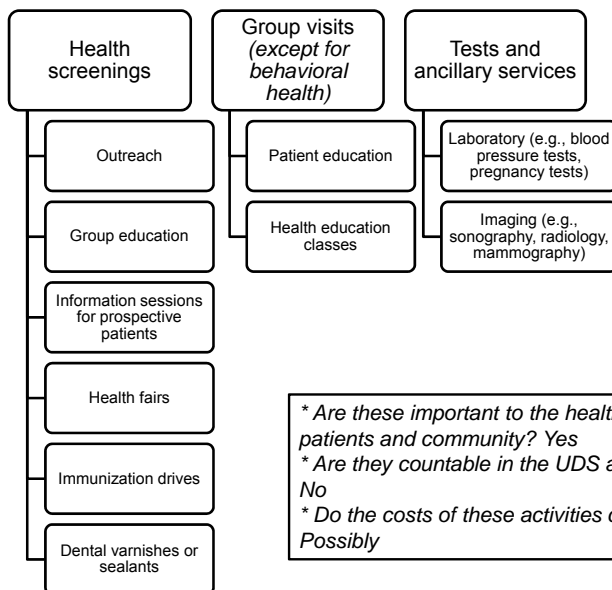 Health
screenings
Outreach
Group education
Information sessions
for prospective
patients
Health fairs
Immunization drives
Dental varnishes or
sealants
Group visits
(except for
behavioral
health)
Patient education
Health education
classes
Tests and
ancillary services
Laboratory (e.g., blood
pressure tests,
pregnancy tests)
Imaging (e.g.,
sonography, radiology,
mammography)
* Are these important to the
patients and community? Yes
* Are they countable in the UDS
No
* Do the costs of these activities
Possibly